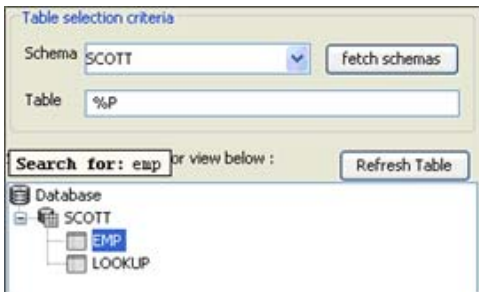 Table selection criteria
Schema SCOTT fetch schemas
Table %P
Search for: emp or view below : Refresh Table
Database
SCOTT
EMP
LOOKUP